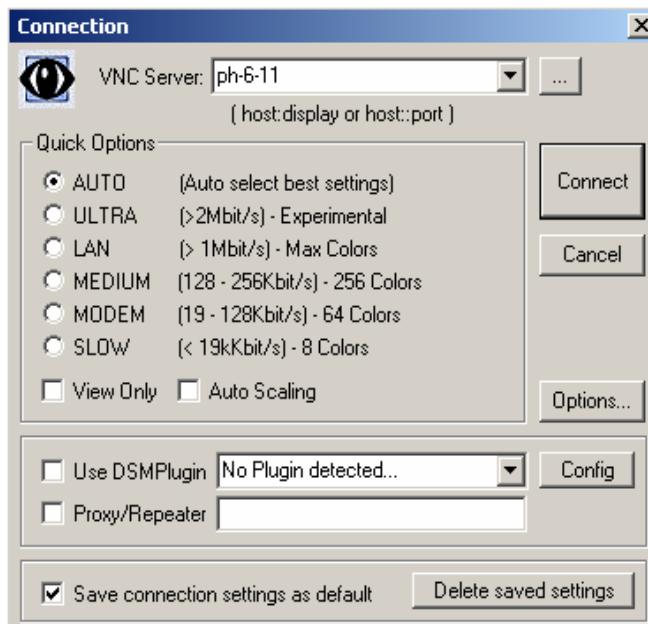 Connection
VNC Server: ph-6-11 ...
( host:display or host::port )
Quick Options
AUTO (Auto select best settings)
ULTRA (>2Mbit/s) - Experimental
LAN (> 1Mbit/s) - Max Colors
MEDIUM (128 - 256Kbit/s) - 256 Colors
MODEM (19 - 128Kbit/s) - 64 Colors
SLOW (< 19kKbit/s) - 8 Colors
View Only Auto Scaling
Connect
Cancel
Options...
Use DSMPlugin No Plugin detected... Config
Proxy/Repeater
Save connection settings as default Delete saved settings